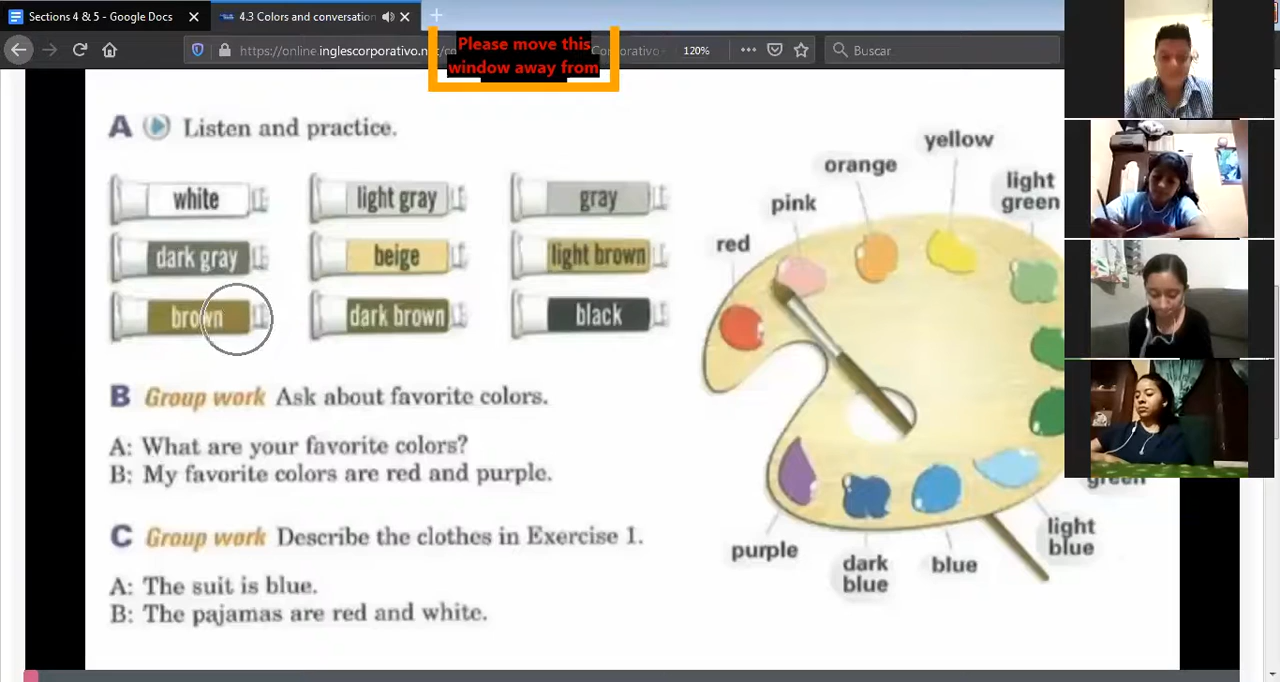 Sections 4 & 5 - Google Docs
4.3 Colors and conversation
https://online.inglescorporativo.ne
Corporativo
120%
Buscar
Please move this
window away from
A Listen and practice.
white
light gray
gray
dark gray
beige
light brown
brown
dark brown
black
B Group work Ask about favorite colors.
A: What are your favorite colors?
B: My favorite colors are red and purple.
C Group work Describe the clothes in Exercise 1.
A: The suit is blue.
B: The pajamas are red and white.
yellow
orange
light
green
pink
red
purple
dark
blue
blue
light
blue
green